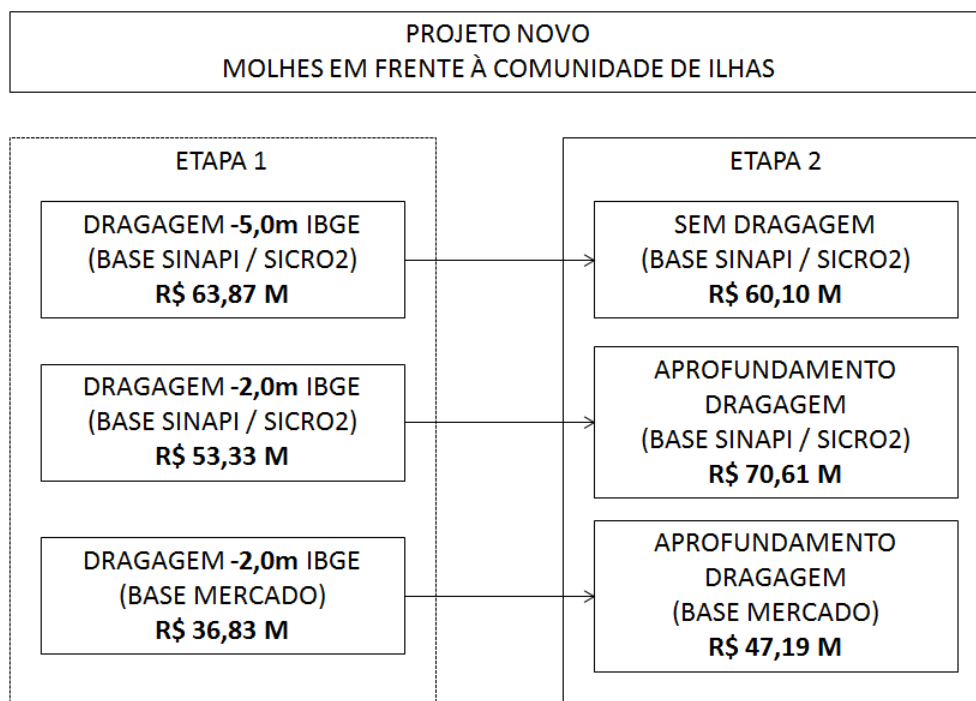 PROJETO NOVO
MOLHES EM FRENTE À COMUNIDADE DE ILHAS
ETAPA 1
DRAGAGEM -5,0m IBGE
(BASE SINAPI / SICRO2)
R$ 63,87 M
DRAGAGEM -2,0m IBGE
(BASE SINAPI / SICRO2)
R$ 53,33 M
DRAGAGEM -2,0m IBGE
(BASE MERCADO)
R$ 36,83 M
ETAPA 2
SEM DRAGAGEM
(BASE SINAPI / SICRO2)
R$ 60,10 M
APROFUNDAMENTO
DRAGAGEM
(BASE SINAPI / SICRO2)
R$ 70,61 M
APROFUNDAMENTO
DRAGAGEM
(BASE MERCADO)
R$ 47,19 M